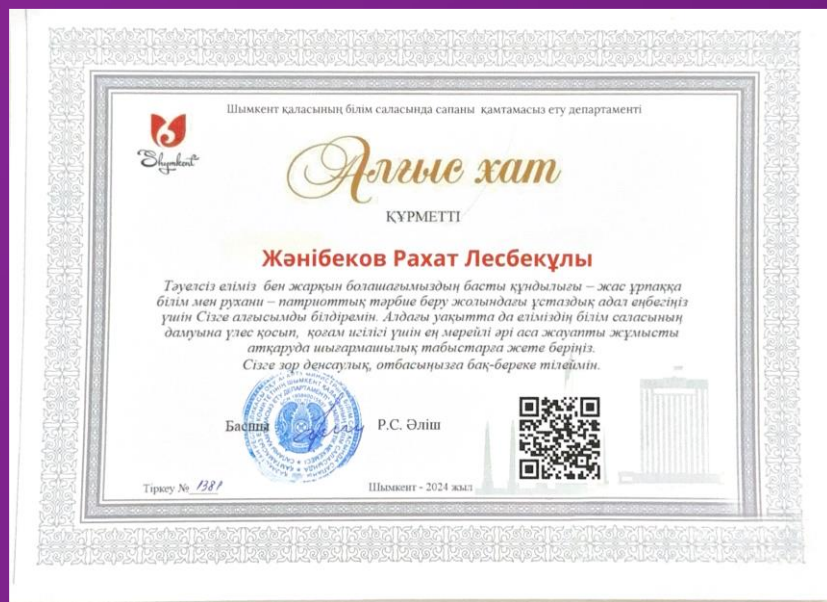 Шымкент қаласының білім саласында сапаны қамтамасыз ету департаменті
Shymkent
Алғыс хат
ҚҰРМЕТТІ
Жәнібеков Рахат Лесбекұлы
Тәуелсіз еліміз бен жарқын болашағымыздың басты құндылығы – жас ұрпаққа
білім мен рухани – патриоттық тәрбие беру жолындағы ұстаздық адал еңбегіңіз
үшін Сізге алғысымды білдіремін. Алдағы уақытта да еліміздің білім саласының
дамуына үлес қосып, қоғам игілігі үшін ең мерейлі әрі аса жауапты жұмысты
атқаруда шығармашылық табыстарға жете беріңіз.
Сізге зор денсаулық, отбасыңызға бақ-береке тілеймін.
Басшы Р.С. Әліш
Тіркеу № 1381 Шымкент - 2024 жыл